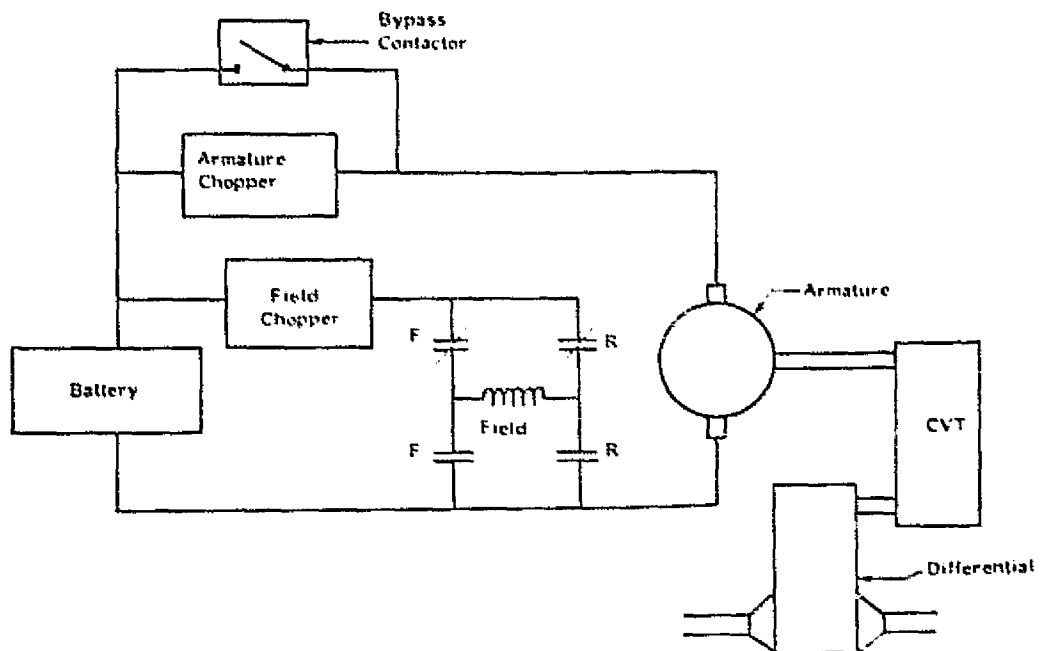 Bypass
Contactor
Armature
Chopper
Field
Chopper
Armature
F
R
Battery
Field
CVT
F
R
Differential